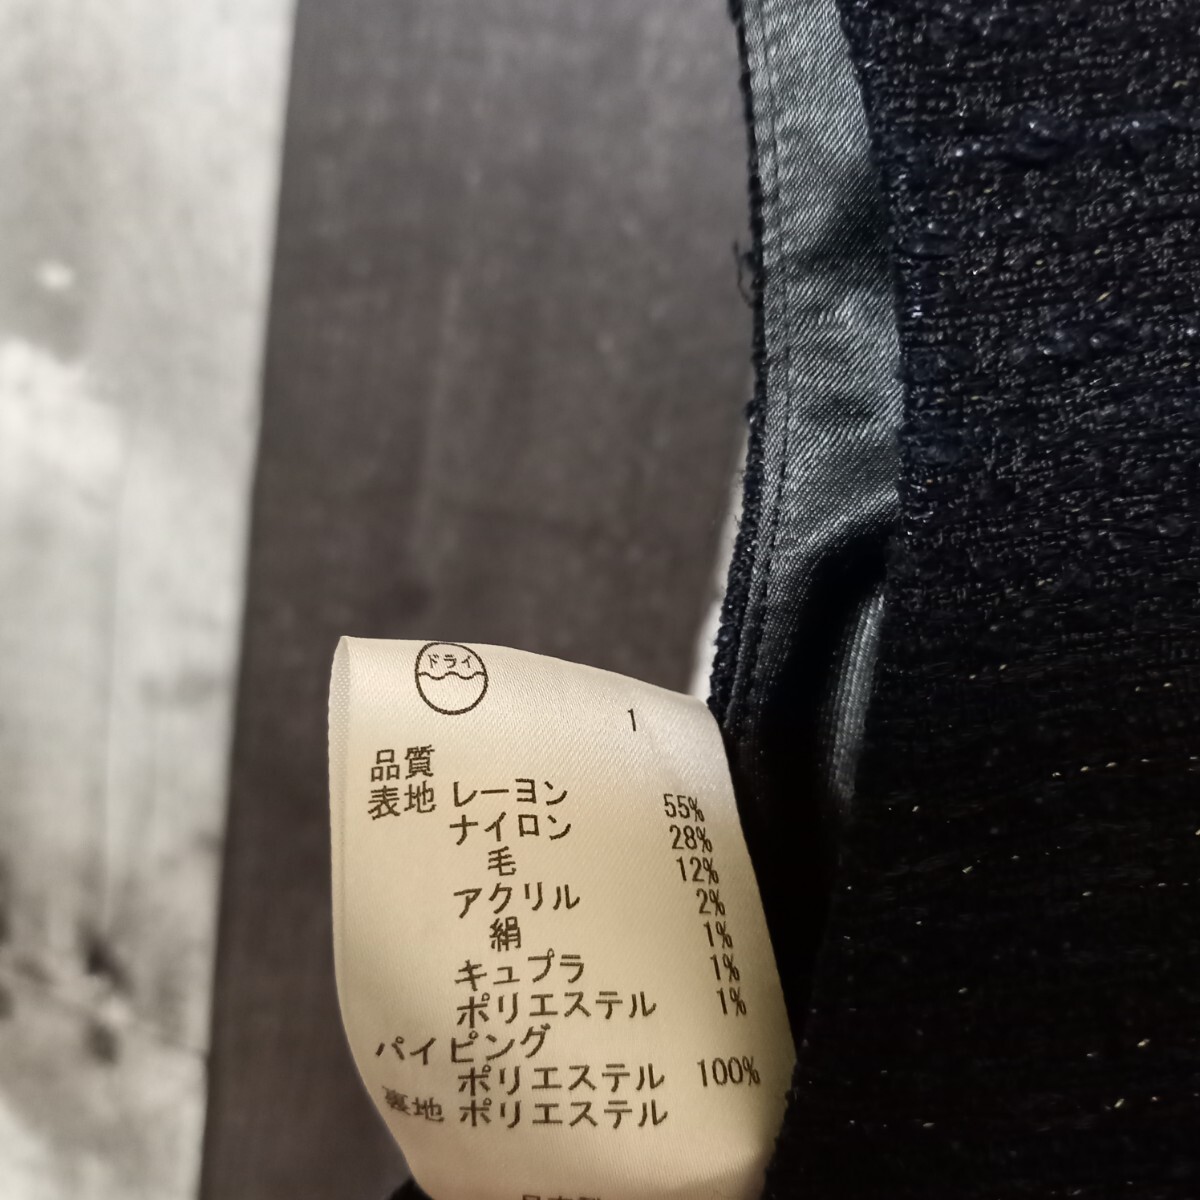 ドライ
1
品質
表地 レーヨン 55%
ナイロン 28%
毛 12%
アクリル 2%
絹 1%
キュプラ 1%
ポリエステル 1%
パイピング
ポリエステル 100%
裏地 ポリエステル